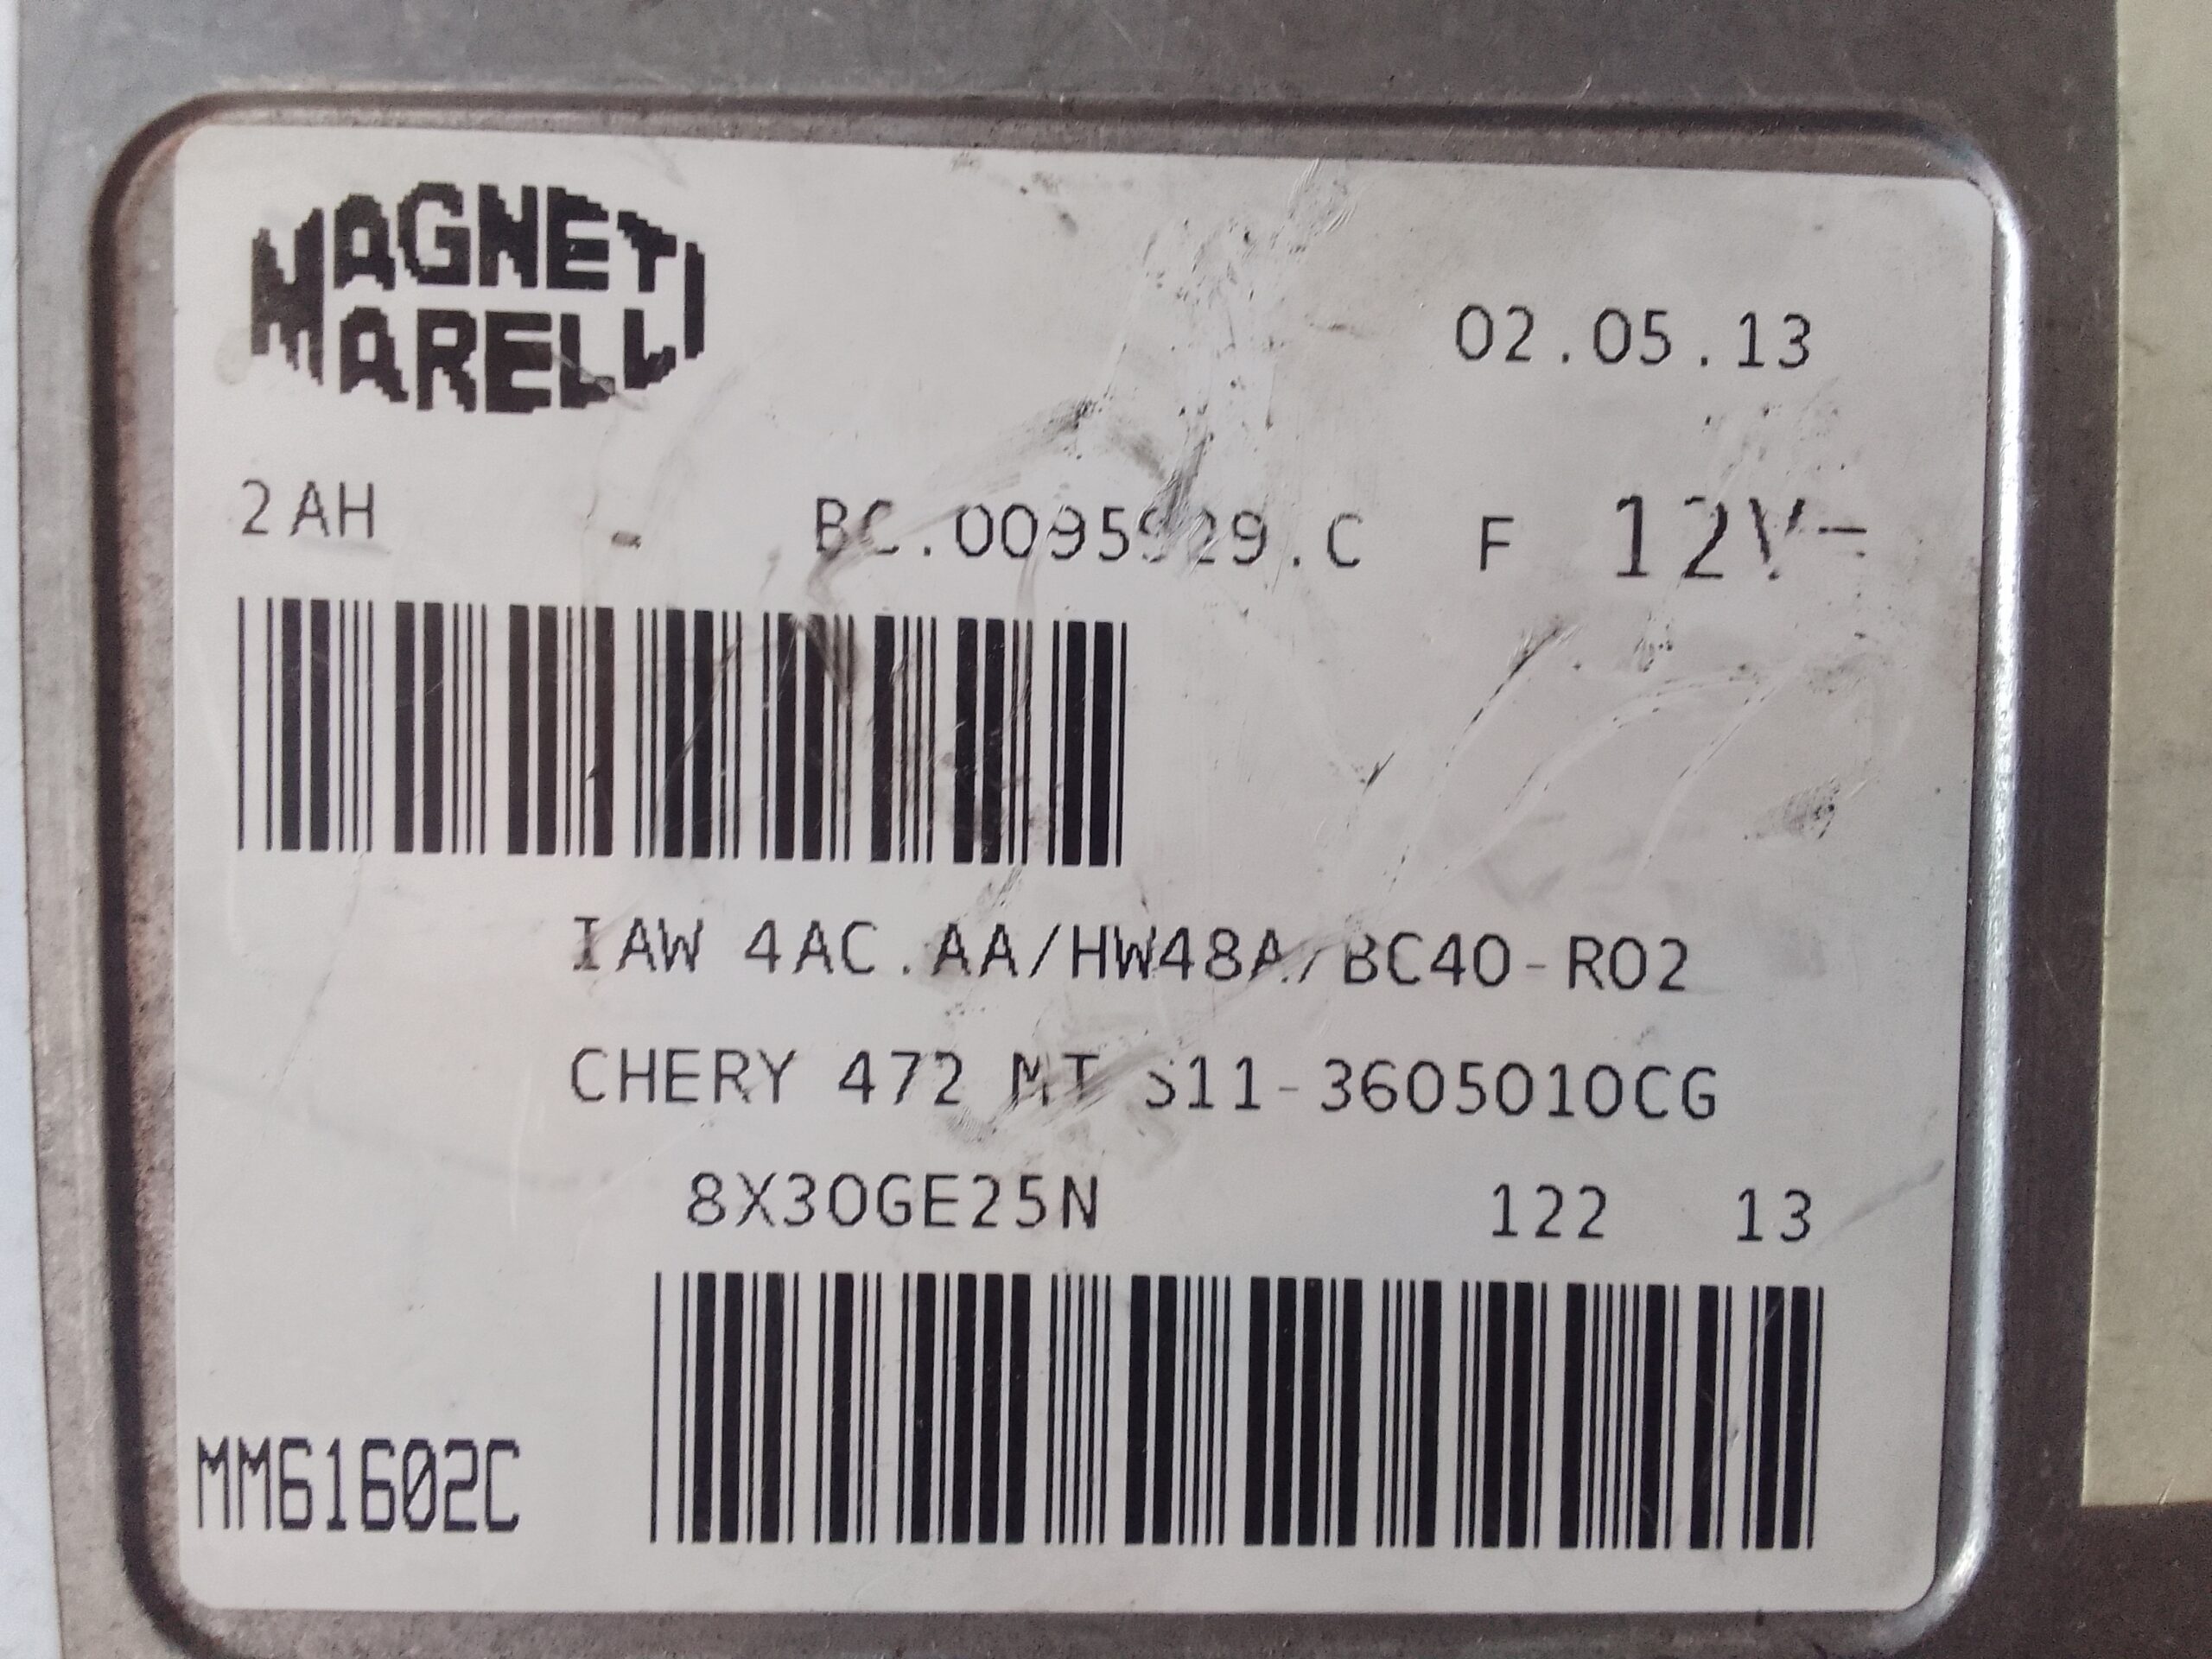 MAGNETI
MARELLI
02.05.13
2AH BC.0095929.C F 12V=
IAW 4AC.AA/HW48A/BC40-R02
CHERY 472 MT S11-3605010CG
8X30GE25N 122 13
MM61602C